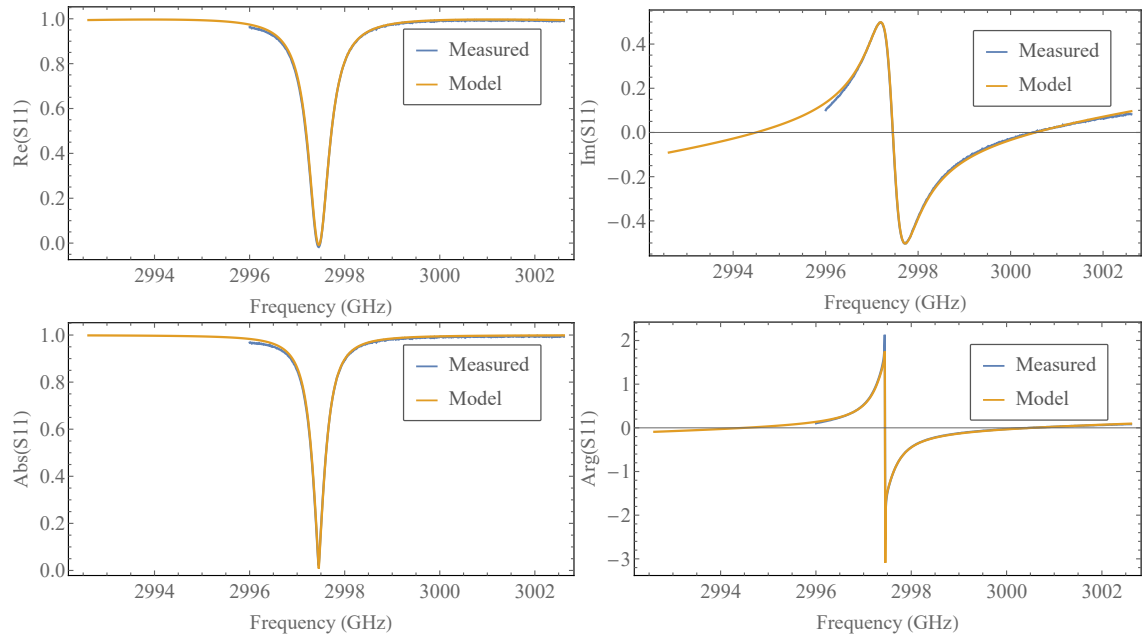 Re(S11)
1.0
0.8
0.6
0.4
0.2
0.0
Measured
Model
2994 2996 2998 3000 3002
Frequency (GHz)
Im(S11)
0.4
0.2
0.0
-0.2
-0.4
Measured
Model
2994 2996 2998 3000 3002
Frequency (GHz)
Abs(S11)
1.0
0.8
0.6
0.4
0.2
0.0
Measured
Model
2994 2996 2998 3000 3002
Frequency (GHz)
Arg(S11)
2
1
0
-1
-2
-3
Measured
Model
2994 2996 2998 3000 3002
Frequency (GHz)